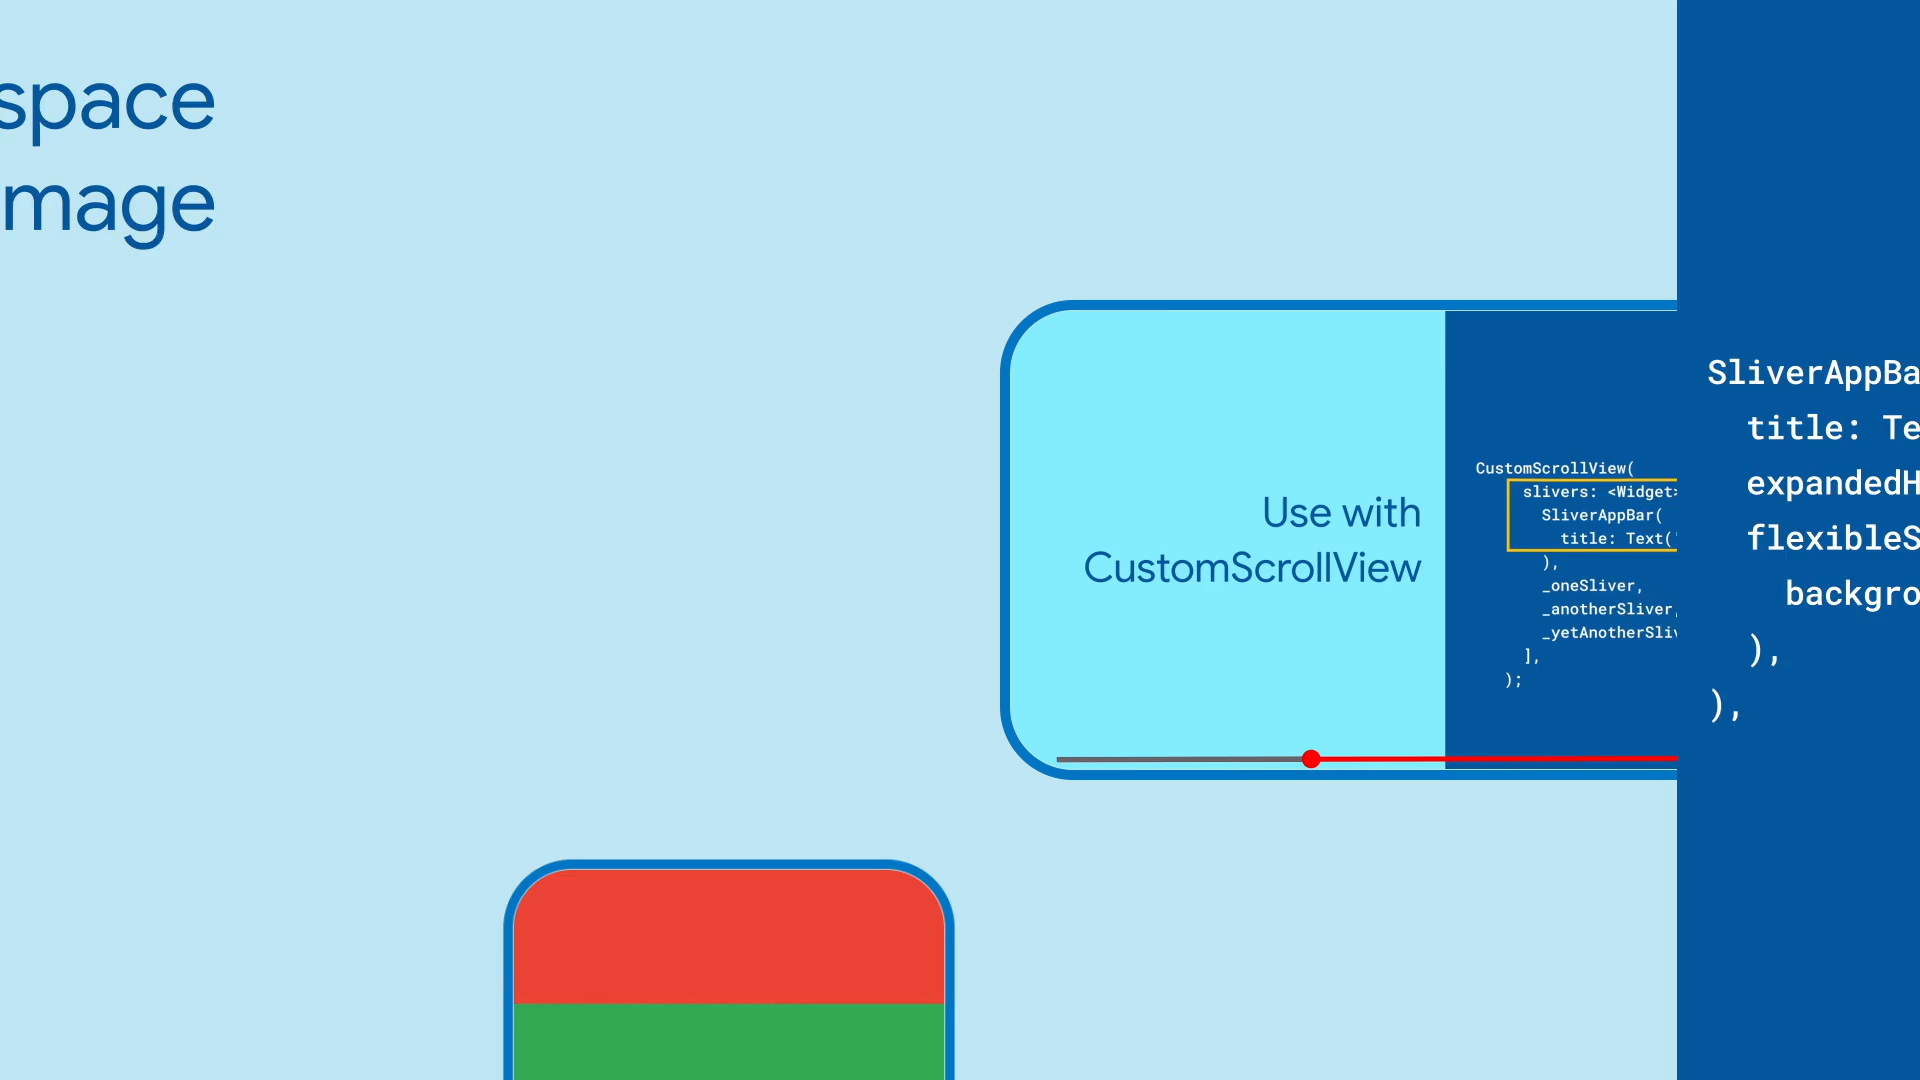 space
mage
Use with
CustomScrollView
CustomScrollView(
slivers: <Widget>
SliverAppBar(
title: Text('
),
_oneSliver,
_anotherSliver,
_yetAnotherSliv
],
);
SliverAppBa
title: Te
expandedH
flexibleS
backgro
),
),